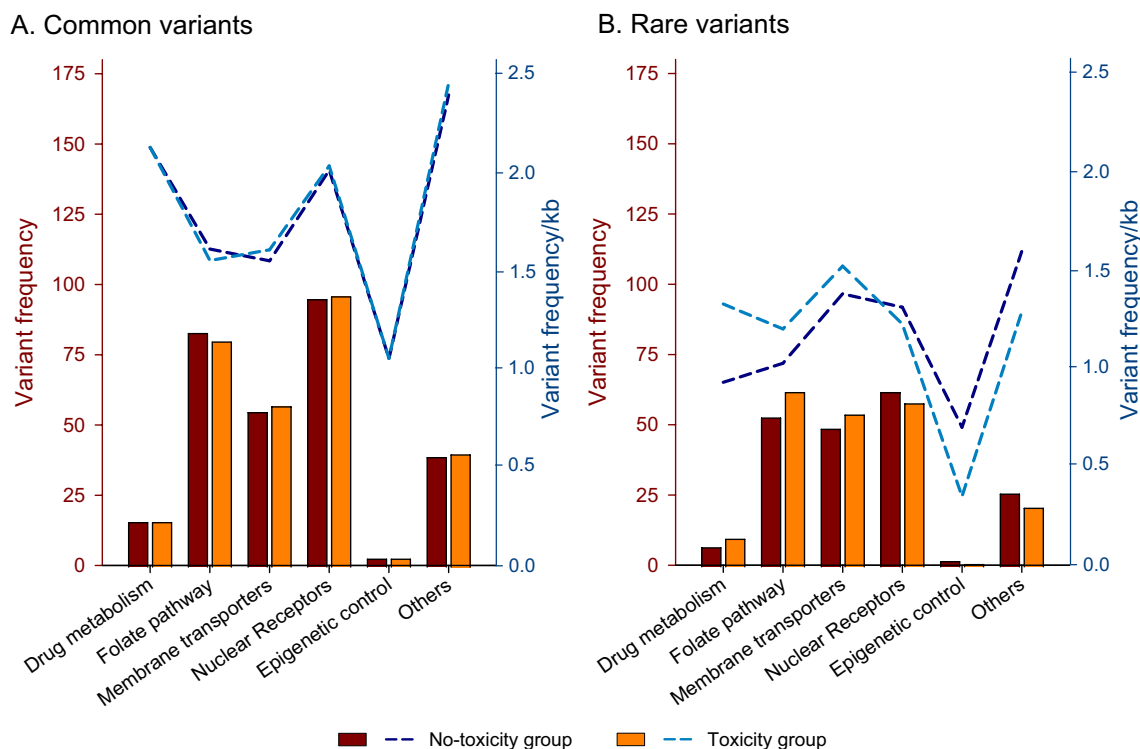 A. Common variants
B. Rare variants
175
150
125
100
75
50
25
0
Variant frequency
2.5
2.0
1.5
1.0
0.5
0.0
Variant frequency/kb
Drug metabolism
Folate pathway
Membrane transporters
Nuclear Receptors
Epigenetic control
Others
175
150
125
100
75
50
25
0
Variant frequency
2.5
2.0
1.5
1.0
0.5
0.0
Variant frequency/kb
Drug metabolism
Folate pathway
Membrane transporters
Nuclear Receptors
Epigenetic control
Others
No-toxicity group
Toxicity group